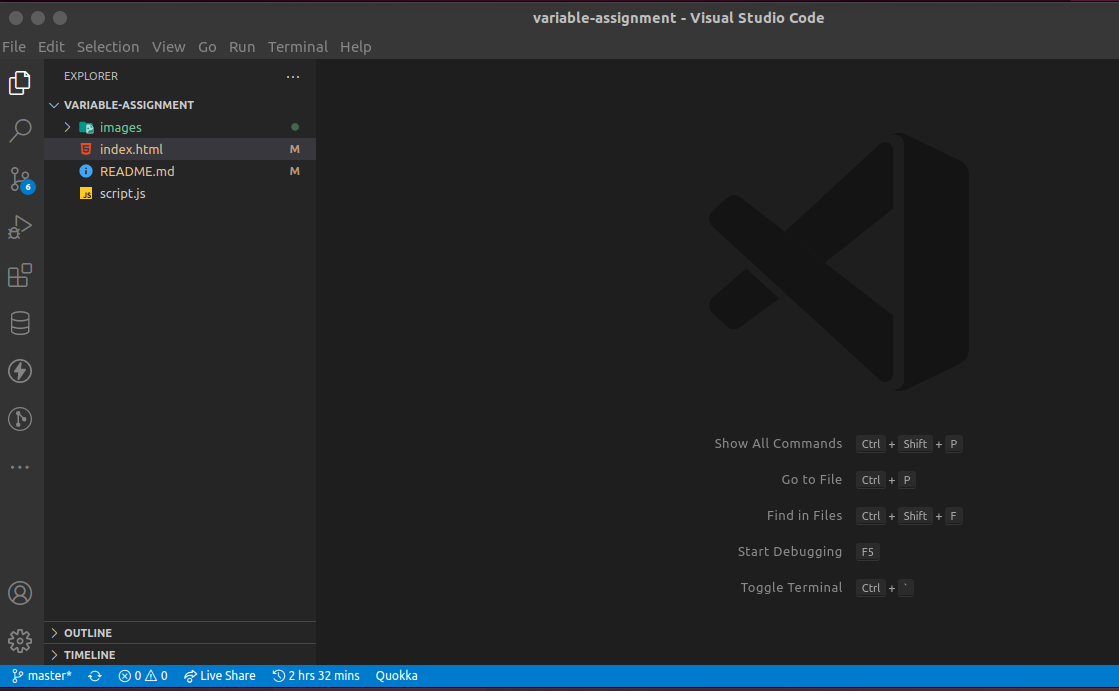 variable-assignment - Visual Studio Code
File Edit Selection View Go Run Terminal Help
EXPLORER ...
VARIABLE-ASSIGNMENT
images
index.html M
README.md M
script.js
6
JS
Show All Commands Ctrl + Shift + P
Go to File Ctrl + P
Find in Files Ctrl + Shift + F
Start Debugging F5
Toggle Terminal Ctrl + `
OUTLINE
TIMELINE
master* 0 0 Live Share 2 hrs 32 mins Quokka